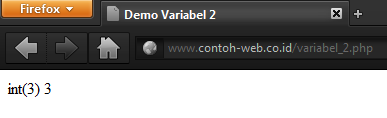 Firefox
Demo Variabel 2
www.contoh-web.co.id/variabel_2.php
int(3) 3